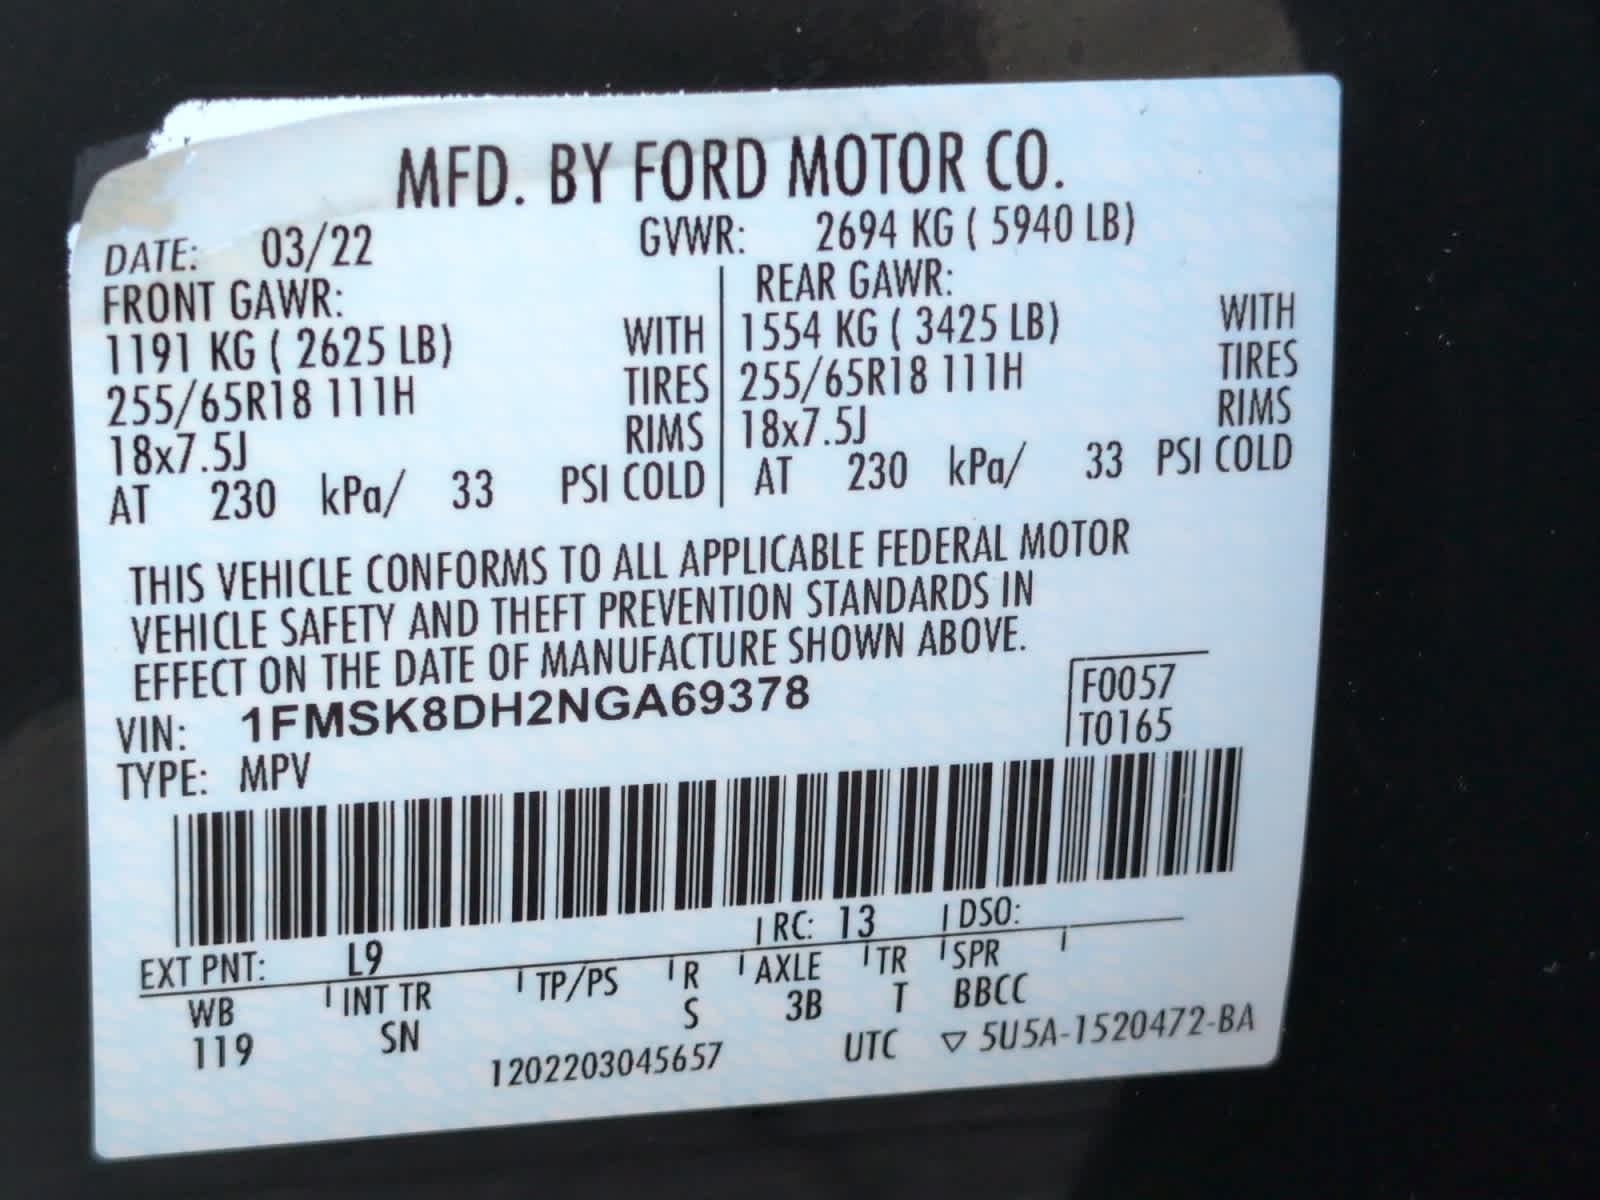 MFD. BY FORD MOTOR CO.
DATE: 03/22 GVWR: 2694 KG ( 5940 LB)
FRONT GAWR: REAR GAWR:
1191 KG ( 2625 LB) WITH 1554 KG ( 3425 LB) WITH
255/65R18 111H TIRES 255/65R18 111H TIRES
18x7.5J RIMS 18x7.5J RIMS
AT 230 kPa/ 33 PSI COLD AT 230 kPa/ 33 PSI COLD
THIS VEHICLE CONFORMS TO ALL APPLICABLE FEDERAL MOTOR
VEHICLE SAFETY AND THEFT PREVENTION STANDARDS IN
EFFECT ON THE DATE OF MANUFACTURE SHOWN ABOVE.
VIN: 1FMSK8DH2NGA69378
F0057
TYPE: MPV
T0165
EXT PNT: L9 RC: 13 DSO:
WB INT TR TP/PS R AXLE TR SPR
119 SN S 3B T BBCC
1202203045657 UTC ▽ 5U5A-1520472-BA